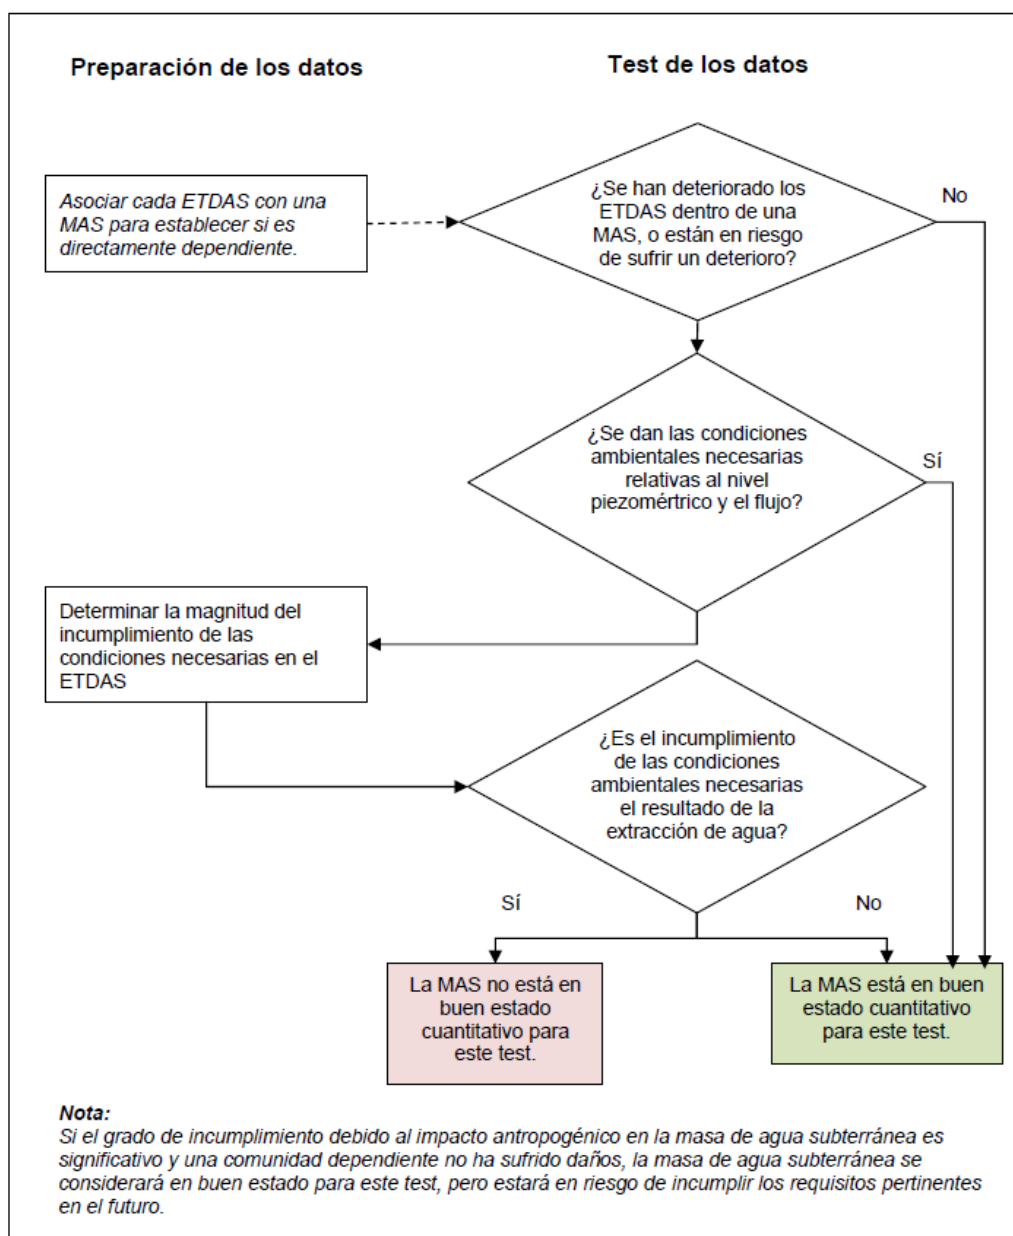 Preparación de los datos
Test de los datos
Asociar cada ETDAS con una
MAS para establecer si es
directamente dependiente.
¿Se han deteriorado los
ETDAS dentro de una
MAS, o están en riesgo
de sufrir un deterioro?
No
¿Se dan las condiciones
ambientales necesarias
relativas al nivel
piezomértrico y el flujo?
Sí
Determinar la magnitud del
incumplimiento de las
condiciones necesarias en el
ETDAS
¿Es el incumplimiento
de las condiciones
ambientales necesarias
el resultado de la
extracción de agua?
Sí
No
La MAS no está en
buen estado
cuantitativo para
este test.
La MAS está en buen
estado cuantitativo
para este test.
Nota:
Si el grado de incumplimiento debido al impacto antropogénico en la masa de agua subterránea es
significativo y una comunidad dependiente no ha sufrido daños, la masa de agua subterránea se
considerará en buen estado para este test, pero estará en riesgo de incumplir los requisitos pertinentes
en el futuro.